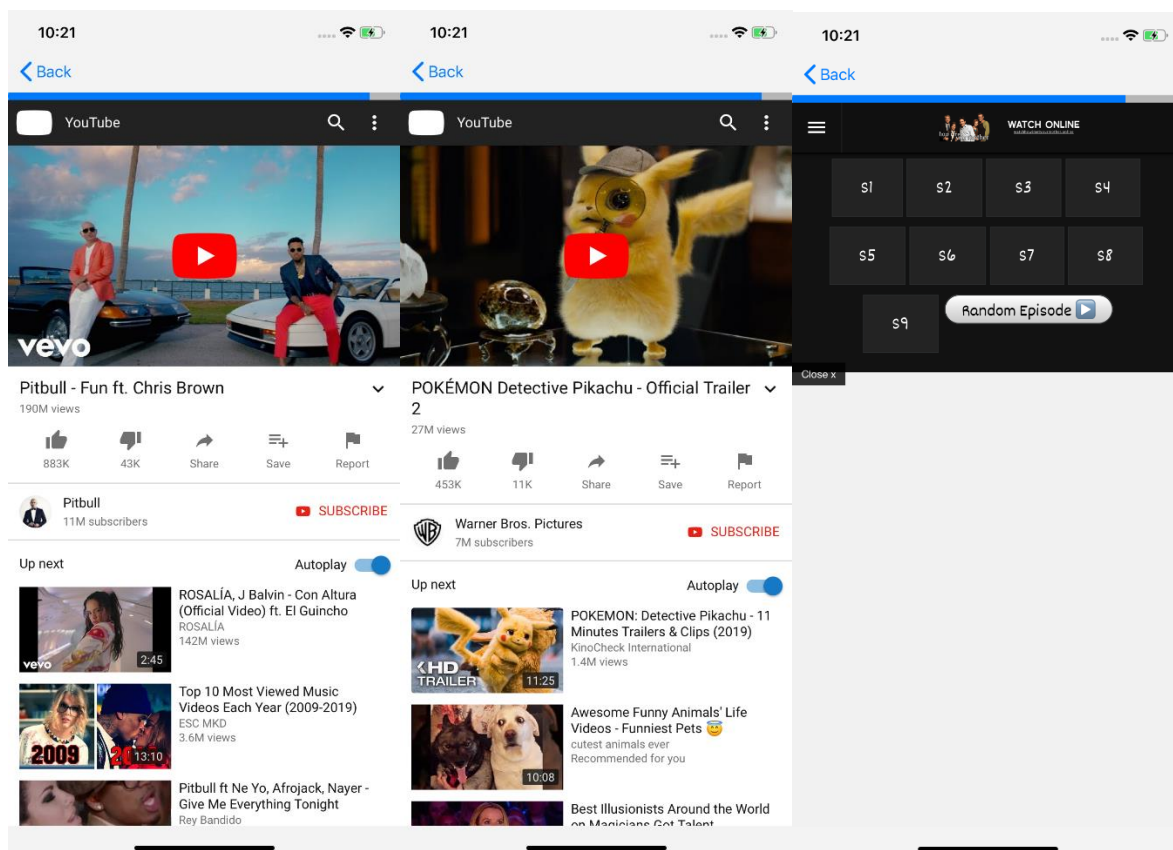 10:21
Back
YouTube
vevo
Pitbull - Fun ft. Chris Brown
190M views
883K
43K
Share
Save
Report
Pitbull
11M subscribers
SUBSCRIBE
Up next
Autoplay
vevo
2:45
ROSALÍA, J Balvin - Con Altura
(Official Video) ft. El Guincho
ROSALÍA
142M views
2009
13:10
Top 10 Most Viewed Music
Videos Each Year (2009-2019)
ESC MKD
3.6M views
Pitbull ft Ne Yo, Afrojack, Nayer -
Give Me Everything Tonight
Rey Bandido
10:21
Back
YouTube
POKÉMON Detective Pikachu - Official Trailer
2
27M views
453K
11K
Share
Save
Report
WB
Warner Bros. Pictures
7M subscribers
SUBSCRIBE
Up next
Autoplay
HD
TRAILER
11:25
POKEMON: Detective Pikachu - 11
Minutes Trailers & Clips (2019)
KinoCheck International
1.4M views
10:08
Awesome Funny Animals' Life
Videos - Funniest Pets 😇
cutest animals ever
Recommended for you
Best Illusionists Around the World
on Magicians Got Talent
10:21
Back
WATCH ONLINE
S1
S2
S3
S4
S5
S6
S7
S8
S9
Random Episode
Close x